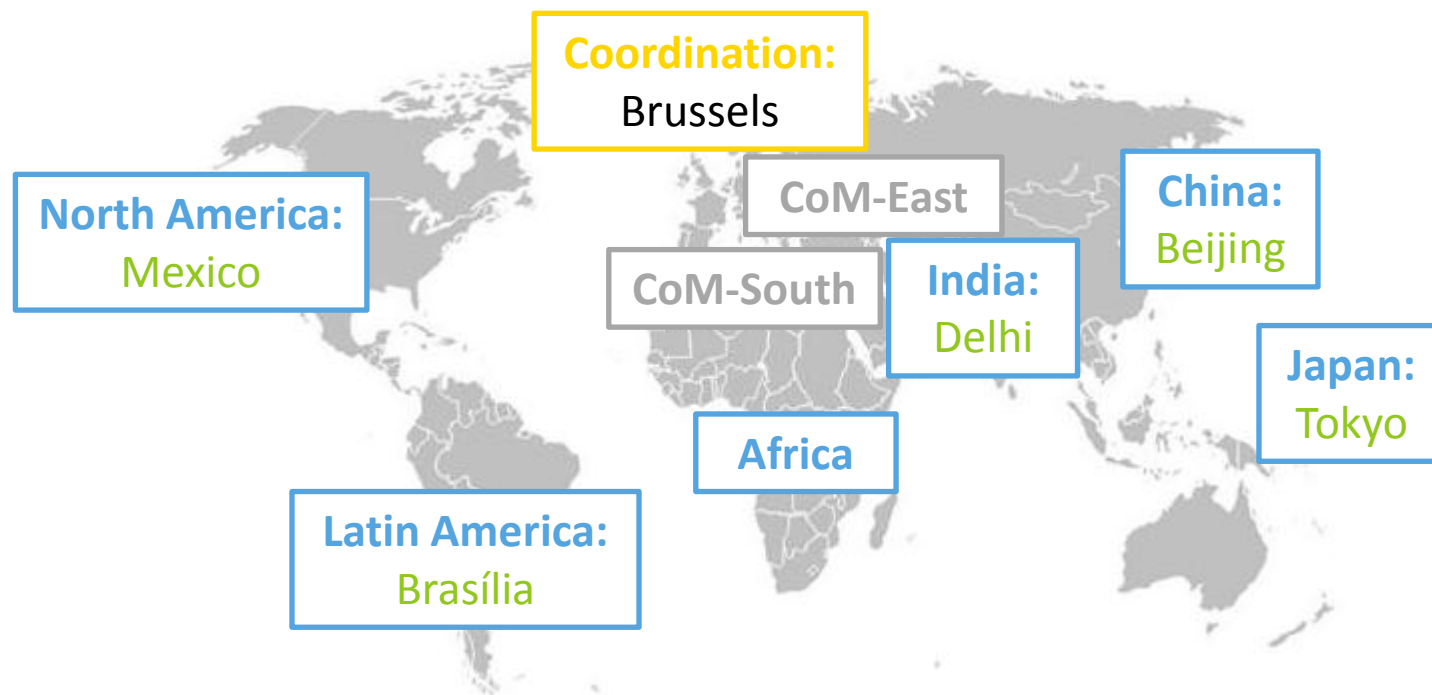 Coordination:
Brussels
North America:
Mexico
CoM-East
China:
Beijing
CoM-South
India:
Delhi
Japan:
Tokyo
Africa
Latin America:
Brasília